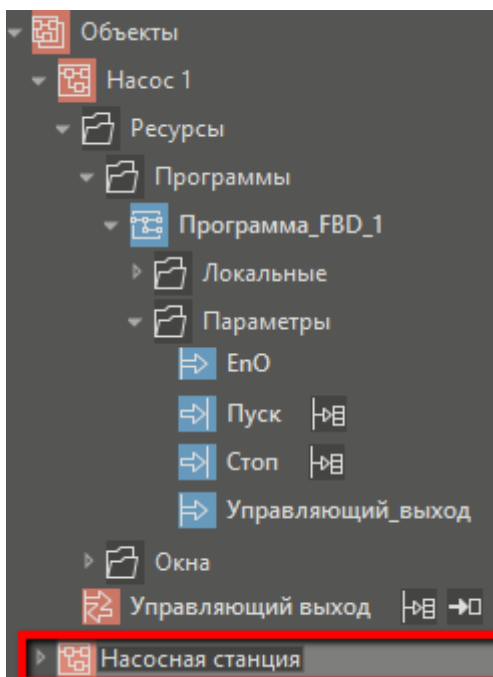 Объекты
Насос 1
Ресурсы
Программы
Программа_FBD_1
Локальные
Параметры
EnO
Пуск
Стоп
Управляющий_выход
Окна
Управляющий выход
Насосная станция